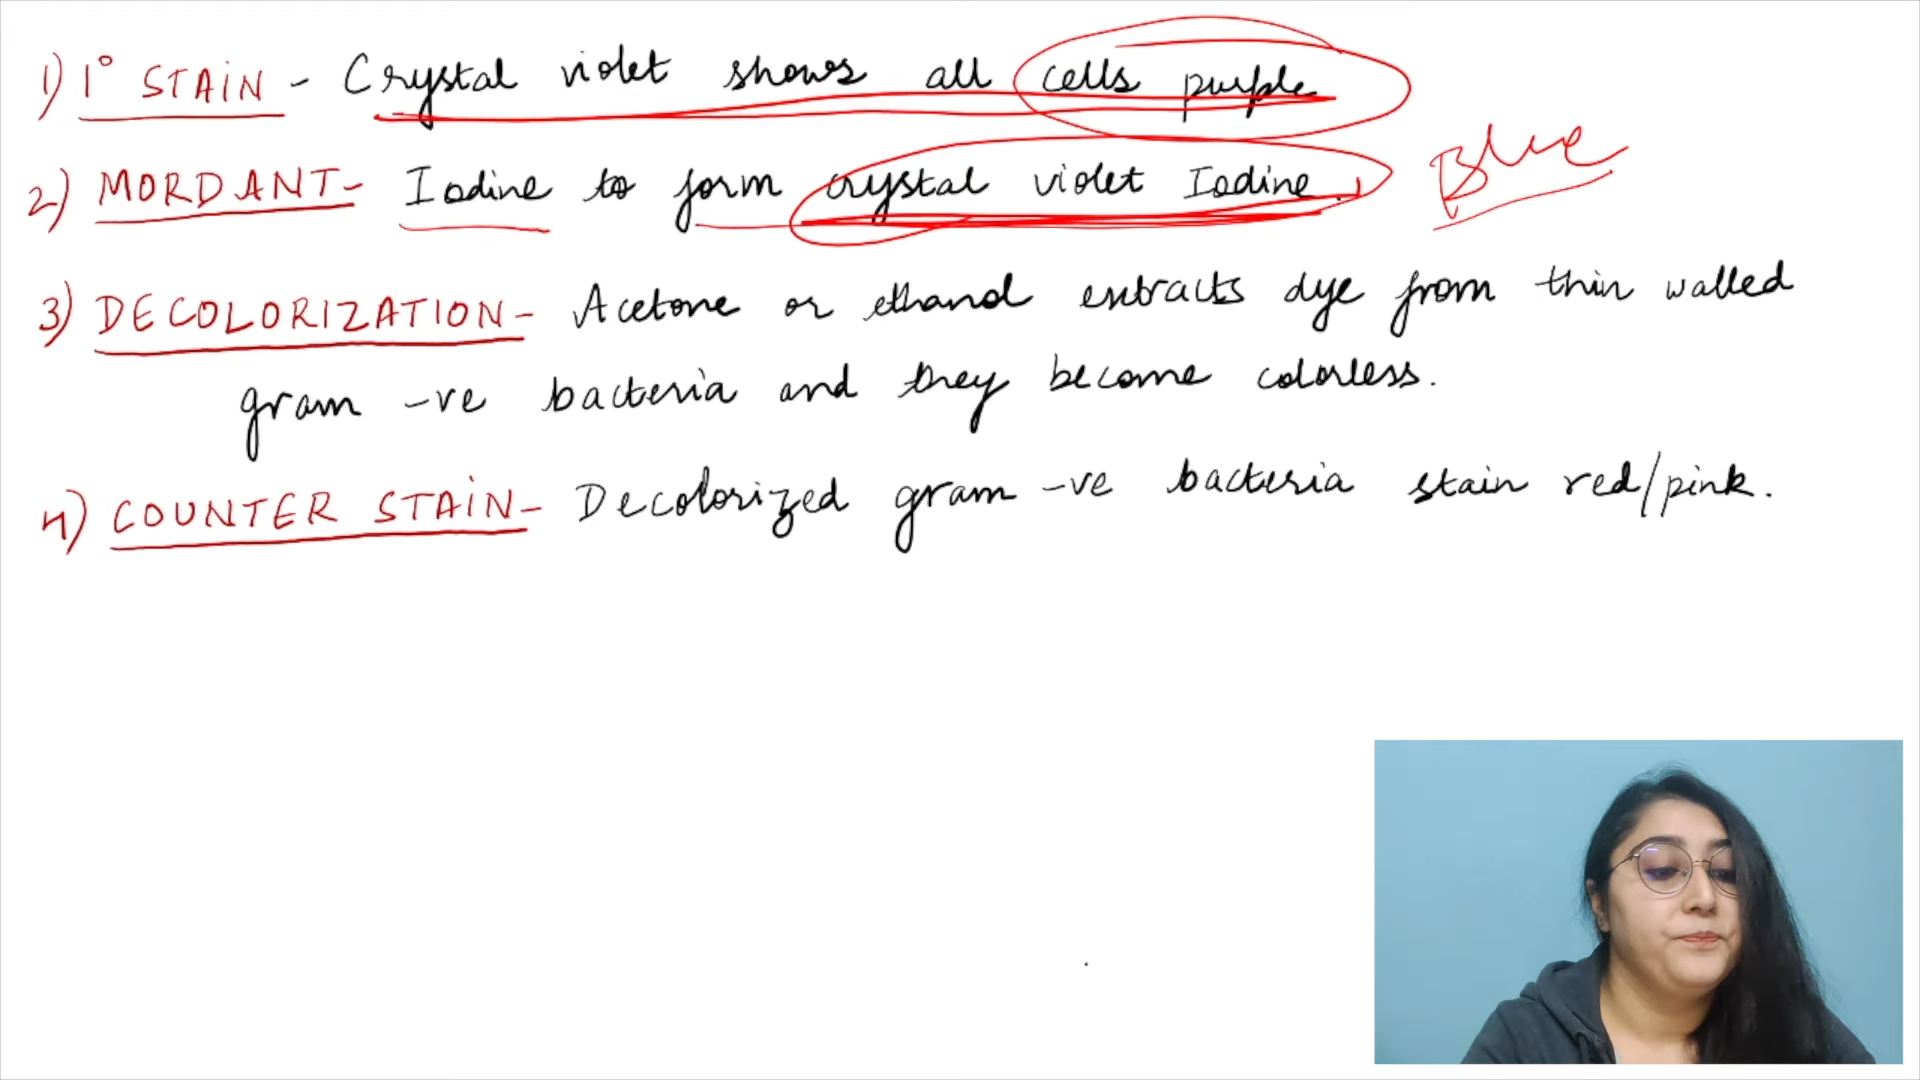 1) 1° STAIN - Crystal violet shows all cells purple
2) MORDANT- Iodine to form crystal violet Iodine. Blue
3) DECOLORIZATION- Acetone or ethanol extracts dye from thin walled
gram -ve bacteria and they become colorless.
4) COUNTER STAIN- Decolorized gram -ve bacteria stain red/pink.